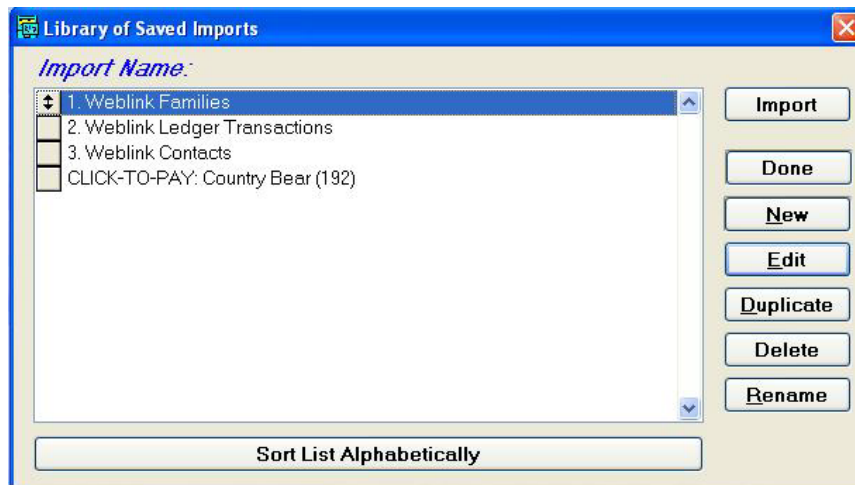 Library of Saved Imports
Import Name:
1. Weblink Families
2. Weblink Ledger Transactions
3. Weblink Contacts
CLICK-TO-PAY: Country Bear (192)
Import
Done
New
Edit
Duplicate
Delete
Rename
Sort List Alphabetically